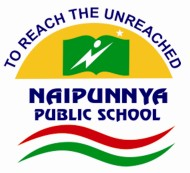 TO REACH THE UNREACHED
NAIPUNNYA
PUBLIC SCHOOL